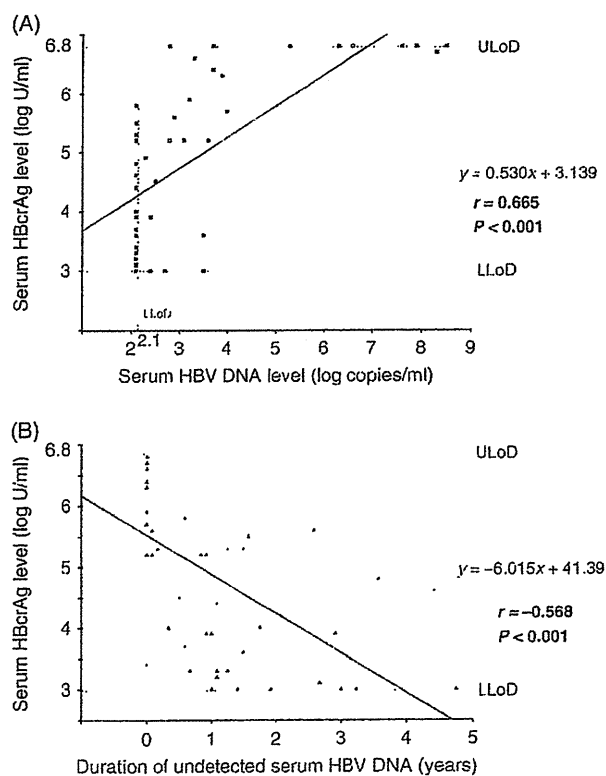 (A)
6.8
ULoD
6
5
4
3
LLoD
Serum HBcrAg level (log U/ml)
y = 0.530x + 3.139
r = 0.665
P < 0.001
LLoD
2.1
2 3 4 5 6 7 8 9
Serum HBV DNA level (log copies/ml)
(B)
6.8
ULoD
6
5
4
3
LLoD
Serum HBcrAg level (log U/ml)
y = −6.015x + 41.39
r = −0.568
P < 0.001
0 1 2 3 4 5
Duration of undetected serum HBV DNA (years)